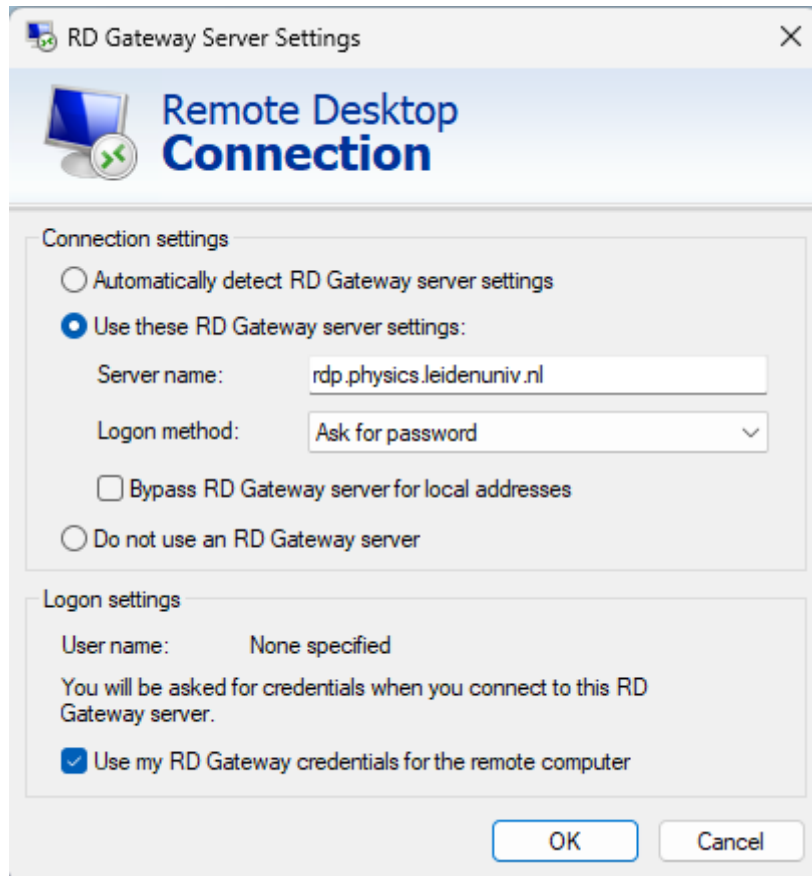 RD Gateway Server Settings
Remote Desktop
Connection
Connection settings
Automatically detect RD Gateway server settings
Use these RD Gateway server settings:
Server name: rdp.physics.leidenuniv.nl
Logon method: Ask for password
Bypass RD Gateway server for local addresses
Do not use an RD Gateway server
Logon settings
User name: None specified
You will be asked for credentials when you connect to this RD
Gateway server.
Use my RD Gateway credentials for the remote computer
OK Cancel